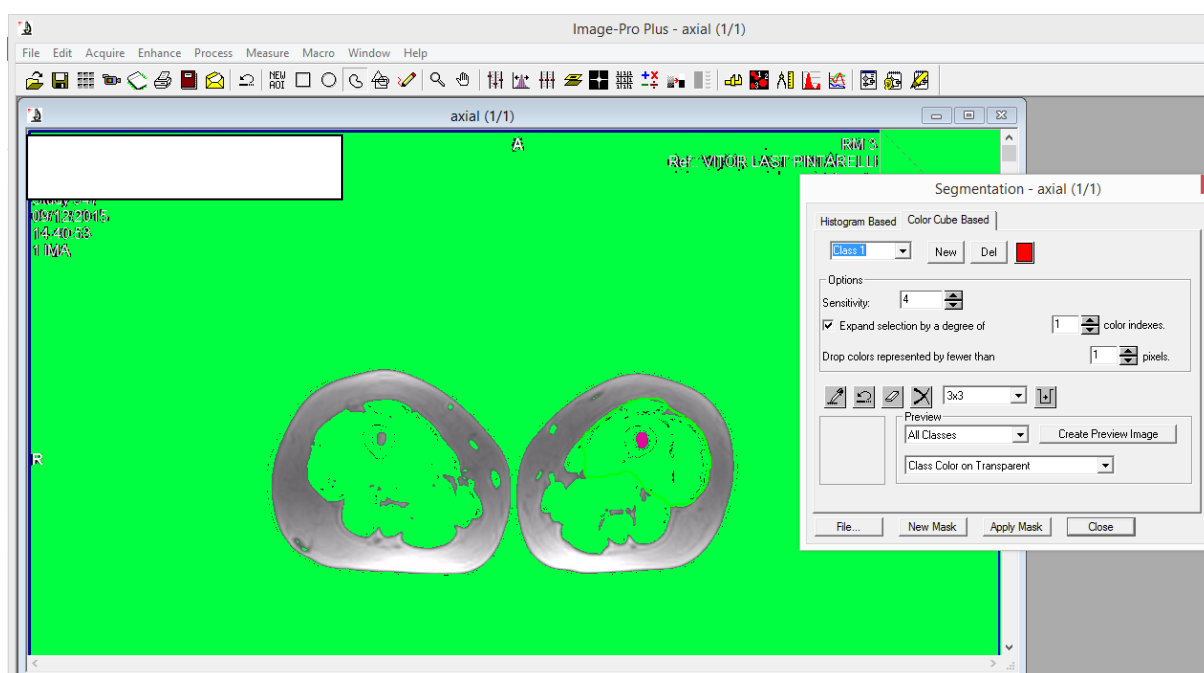 Image-Pro Plus - axial (1/1)
File Edit Acquire Enhance Process Measure Macro Window Help
NEW
AOI
axial (1/1)
A
RM 3
Ref: VITOR LAST PINTARELLI
09/12/2015
14:40:53
1 IMA
R
Segmentation - axial (1/1)
Histogram Based Color Cube Based
Class 1 New Del
Options
Sensitivity: 4
Expand selection by a degree of 1 color indexes.
Drop colors represented by fewer than 1 pixels.
3x3
Preview
All Classes Create Preview Image
Class Color on Transparent
File... New Mask Apply Mask Close